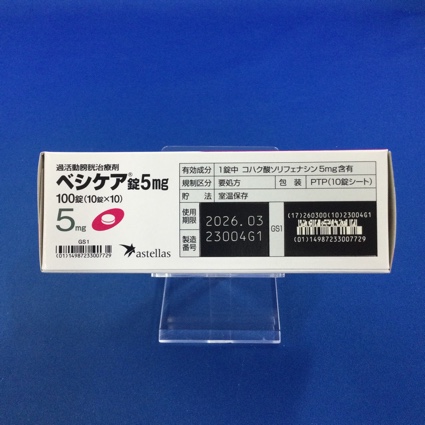 過活動膀胱治療剤
ベシケア®錠5mg
100錠(10錠×10)
5mg
GS1
(01)14987233007729
astellas
有効成分 1錠中 コハク酸ソリフェナシン5mg含有
規制区分 要処方 包装 PTP(10錠シート)
貯法 室温保存
使用期限 2026.03
製造番号 23004G1
GS1
(17)260300(10)23004G1
(01)14987233007729